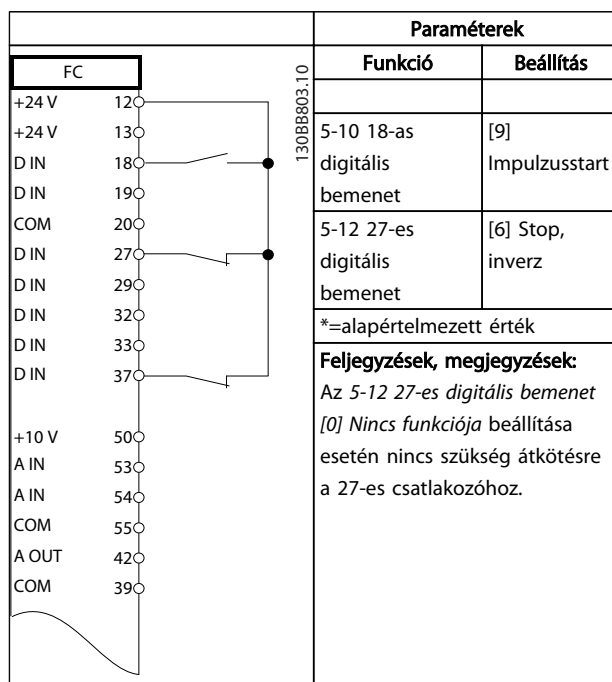 FC
+24 V 12
+24 V 13
D IN 18
D IN 19
COM 20
D IN 27
D IN 29
D IN 32
D IN 33
D IN 37
+10 V 50
A IN 53
A IN 54
COM 55
A OUT 42
COM 39
130BB803.10
Paraméterek
Funkció Beállítás
5-10 18-as [9]
digitális Impulzusstart
bemenet
5-12 27-es [6] Stop,
digitális inverz
bemenet
*=alapértelmezett érték
Feljegyzések, megjegyzések:
Az 5-12 27-es digitális bemenet
[0] Nincs funkciója beállítása
esetén nincs szükség átkötésre
a 27-es csatlakozóhoz.